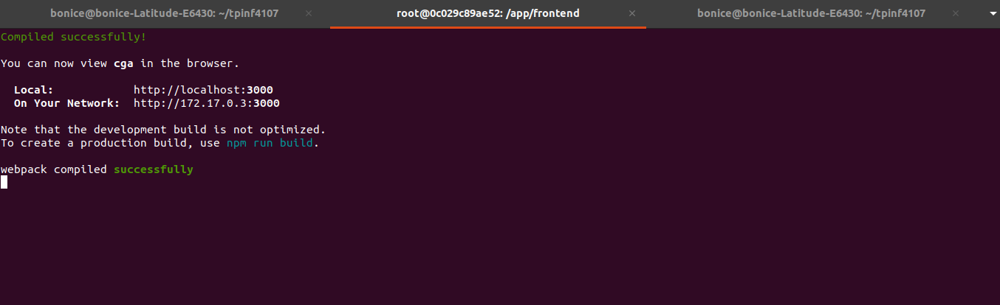 bonice@bonice-Latitude-E6430: ~/tpinf4107 × root@0c029c89ae52: /app/frontend × bonice@bonice-Latitude-E6430: ~/tpinf4107 ×
Compiled successfully!
You can now view cga in the browser.
Local: http://localhost:3000
On Your Network: http://172.17.0.3:3000
Note that the development build is not optimized.
To create a production build, use npm run build.
webpack compiled successfully